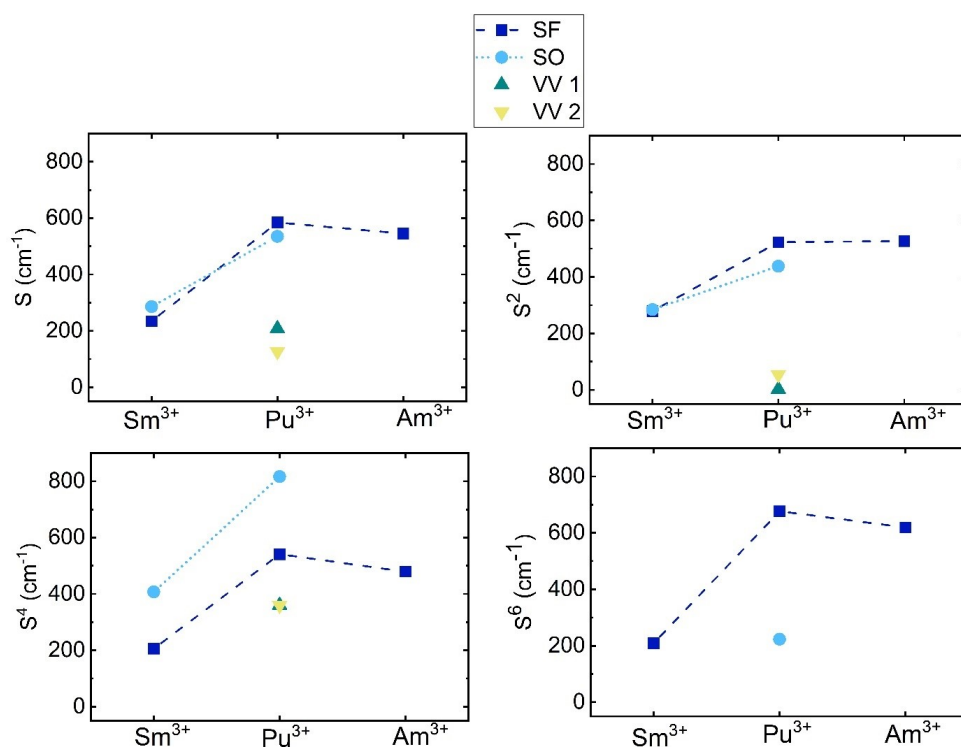 SF
SO
VV 1
VV 2
800
600
400
200
0
S (cm⁻¹)
Sm³⁺ Pu³⁺ Am³⁺
800
600
400
200
0
S² (cm⁻¹)
Sm³⁺ Pu³⁺ Am³⁺
800
600
400
200
0
S⁴ (cm⁻¹)
Sm³⁺ Pu³⁺ Am³⁺
800
600
400
200
0
S⁶ (cm⁻¹)
Sm³⁺ Pu³⁺ Am³⁺